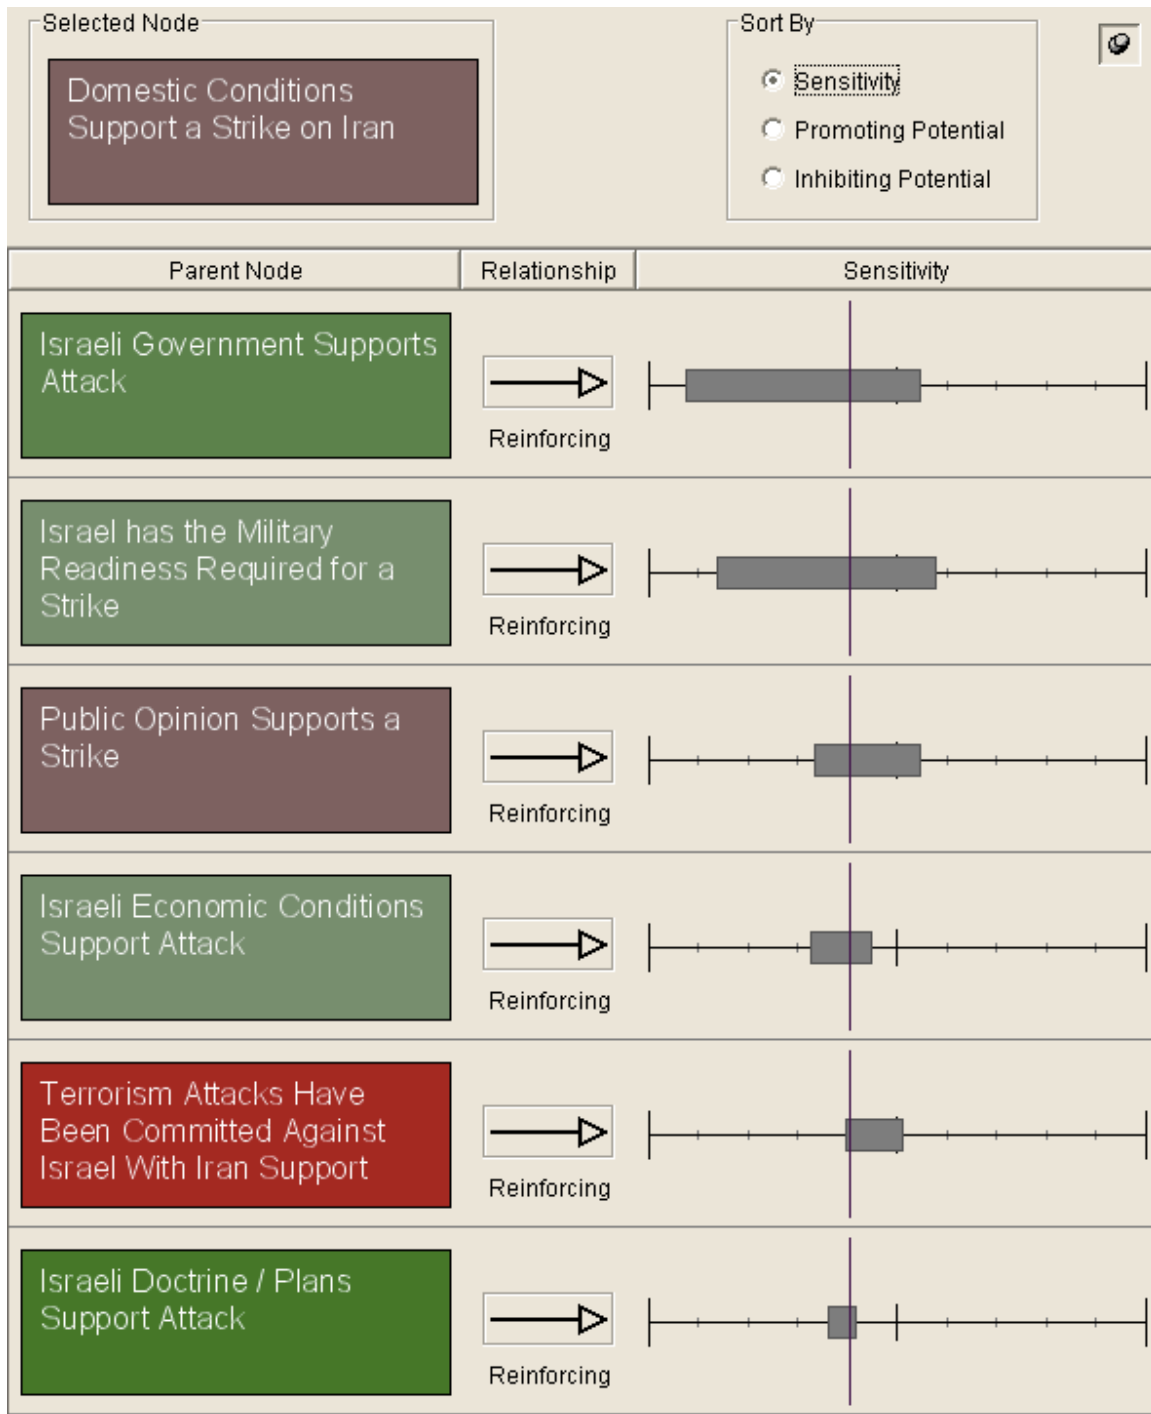 Selected Node
Sort By
Domestic Conditions
Support a Strike on Iran
Sensitivity
Promoting Potential
Inhibiting Potential
Parent Node
Relationship
Sensitivity
Israeli Government Supports
Attack
Reinforcing
Israel has the Military
Readiness Required for a
Strike
Reinforcing
Public Opinion Supports a
Strike
Reinforcing
Israeli Economic Conditions
Support Attack
Reinforcing
Terrorism Attacks Have
Been Committed Against
Israel With Iran Support
Reinforcing
Israeli Doctrine / Plans
Support Attack
Reinforcing